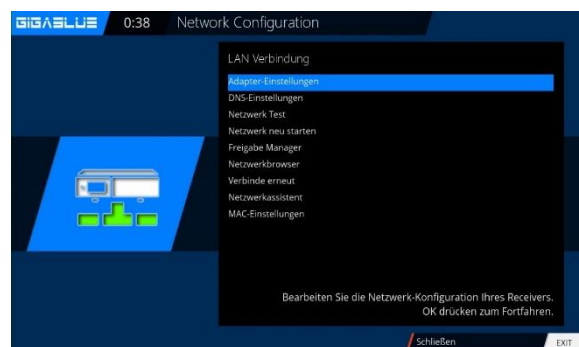 GIGABLUE 0:38 Network Configuration
LAN Verbindung
Adapter-Einstellungen
DNS-Einstellungen
Netzwerk Test
Netzwerk neu starten
Freigabe Manager
Netzwerkbrowser
Verbinde erneut
Netzwerkassistent
MAC-Einstellungen
Bearbeiten Sie die Netzwerk-Konfiguration Ihres Receivers.
OK drücken zum Fortfahren.
Schließen EXIT